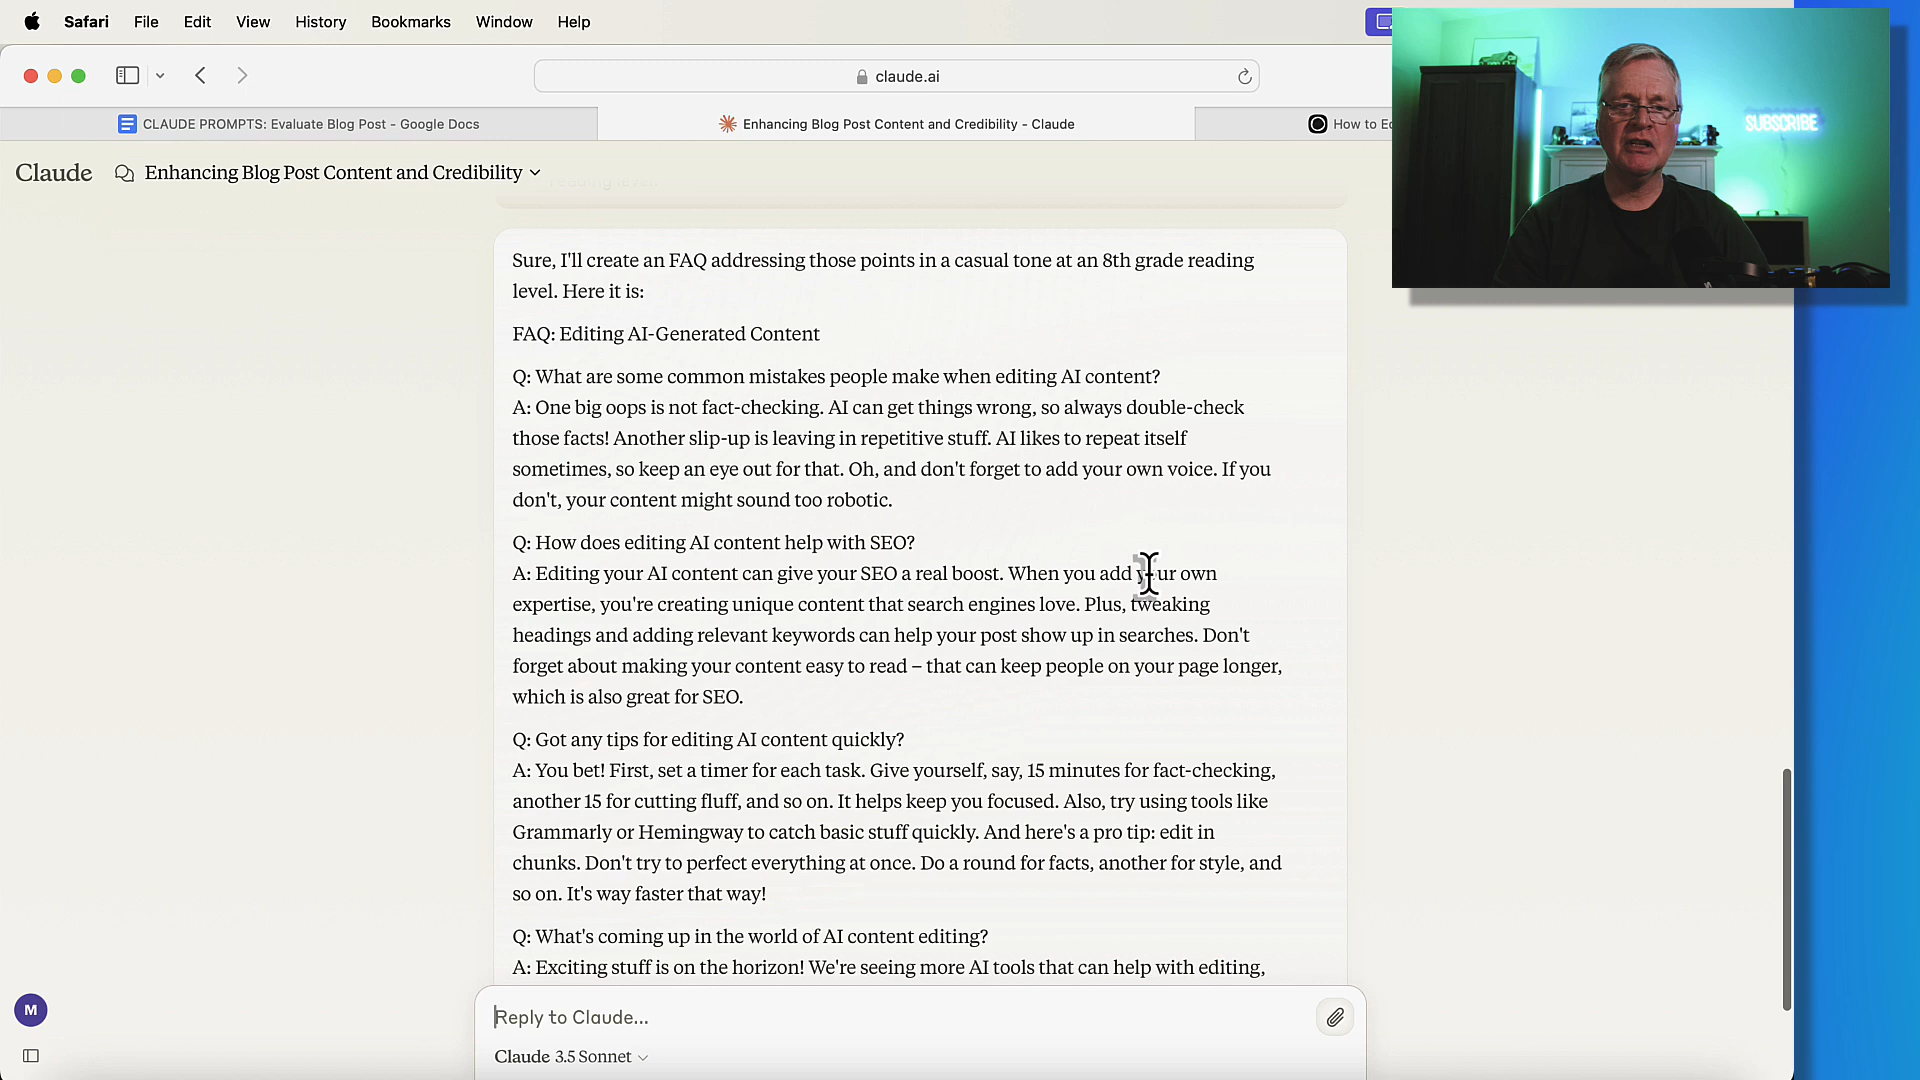 Safari File Edit View History Bookmarks Window Help
claude.ai
CLAUDE PROMPTS: Evaluate Blog Post - Google Docs
Enhancing Blog Post Content and Credibility - Claude
How to Ec
Claude
Enhancing Blog Post Content and Credibility
reading level.
SUBSCRIBE
Sure, I'll create an FAQ addressing those points in a casual tone at an 8th grade reading
level. Here it is:
FAQ: Editing AI-Generated Content
Q: What are some common mistakes people make when editing AI content?
A: One big oops is not fact-checking. AI can get things wrong, so always double-check
those facts! Another slip-up is leaving in repetitive stuff. AI likes to repeat itself
sometimes, so keep an eye out for that. Oh, and don't forget to add your own voice. If you
don't, your content might sound too robotic.
Q: How does editing AI content help with SEO?
A: Editing your AI content can give your SEO a real boost. When you add your own
expertise, you're creating unique content that search engines love. Plus, tweaking
headings and adding relevant keywords can help your post show up in searches. Don't
forget about making your content easy to read – that can keep people on your page longer,
which is also great for SEO.
Q: Got any tips for editing AI content quickly?
A: You bet! First, set a timer for each task. Give yourself, say, 15 minutes for fact-checking,
another 15 for cutting fluff, and so on. It helps keep you focused. Also, try using tools like
Grammarly or Hemingway to catch basic stuff quickly. And here's a pro tip: edit in
chunks. Don't try to perfect everything at once. Do a round for facts, another for style, and
so on. It's way faster that way!
Q: What's coming up in the world of AI content editing?
A: Exciting stuff is on the horizon! We're seeing more AI tools that can help with editing,
M
Reply to Claude...
Claude 3.5 Sonnet